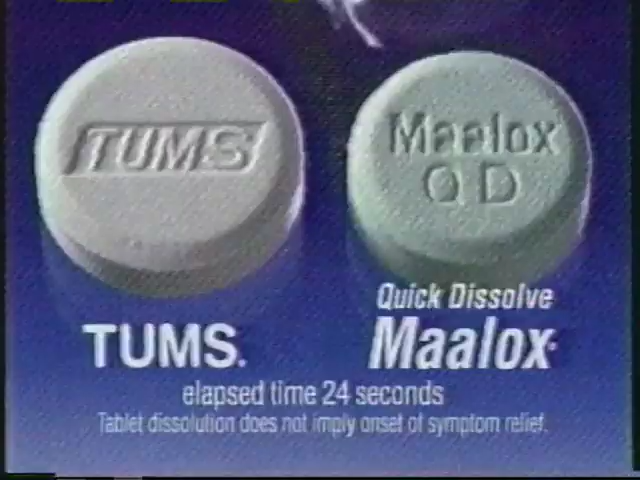 TUMS
Maalox
Q D
Quick Dissolve
TUMS.
Maalox
elapsed time 24 seconds
Tablet dissolution does not imply onset of symptom relief.